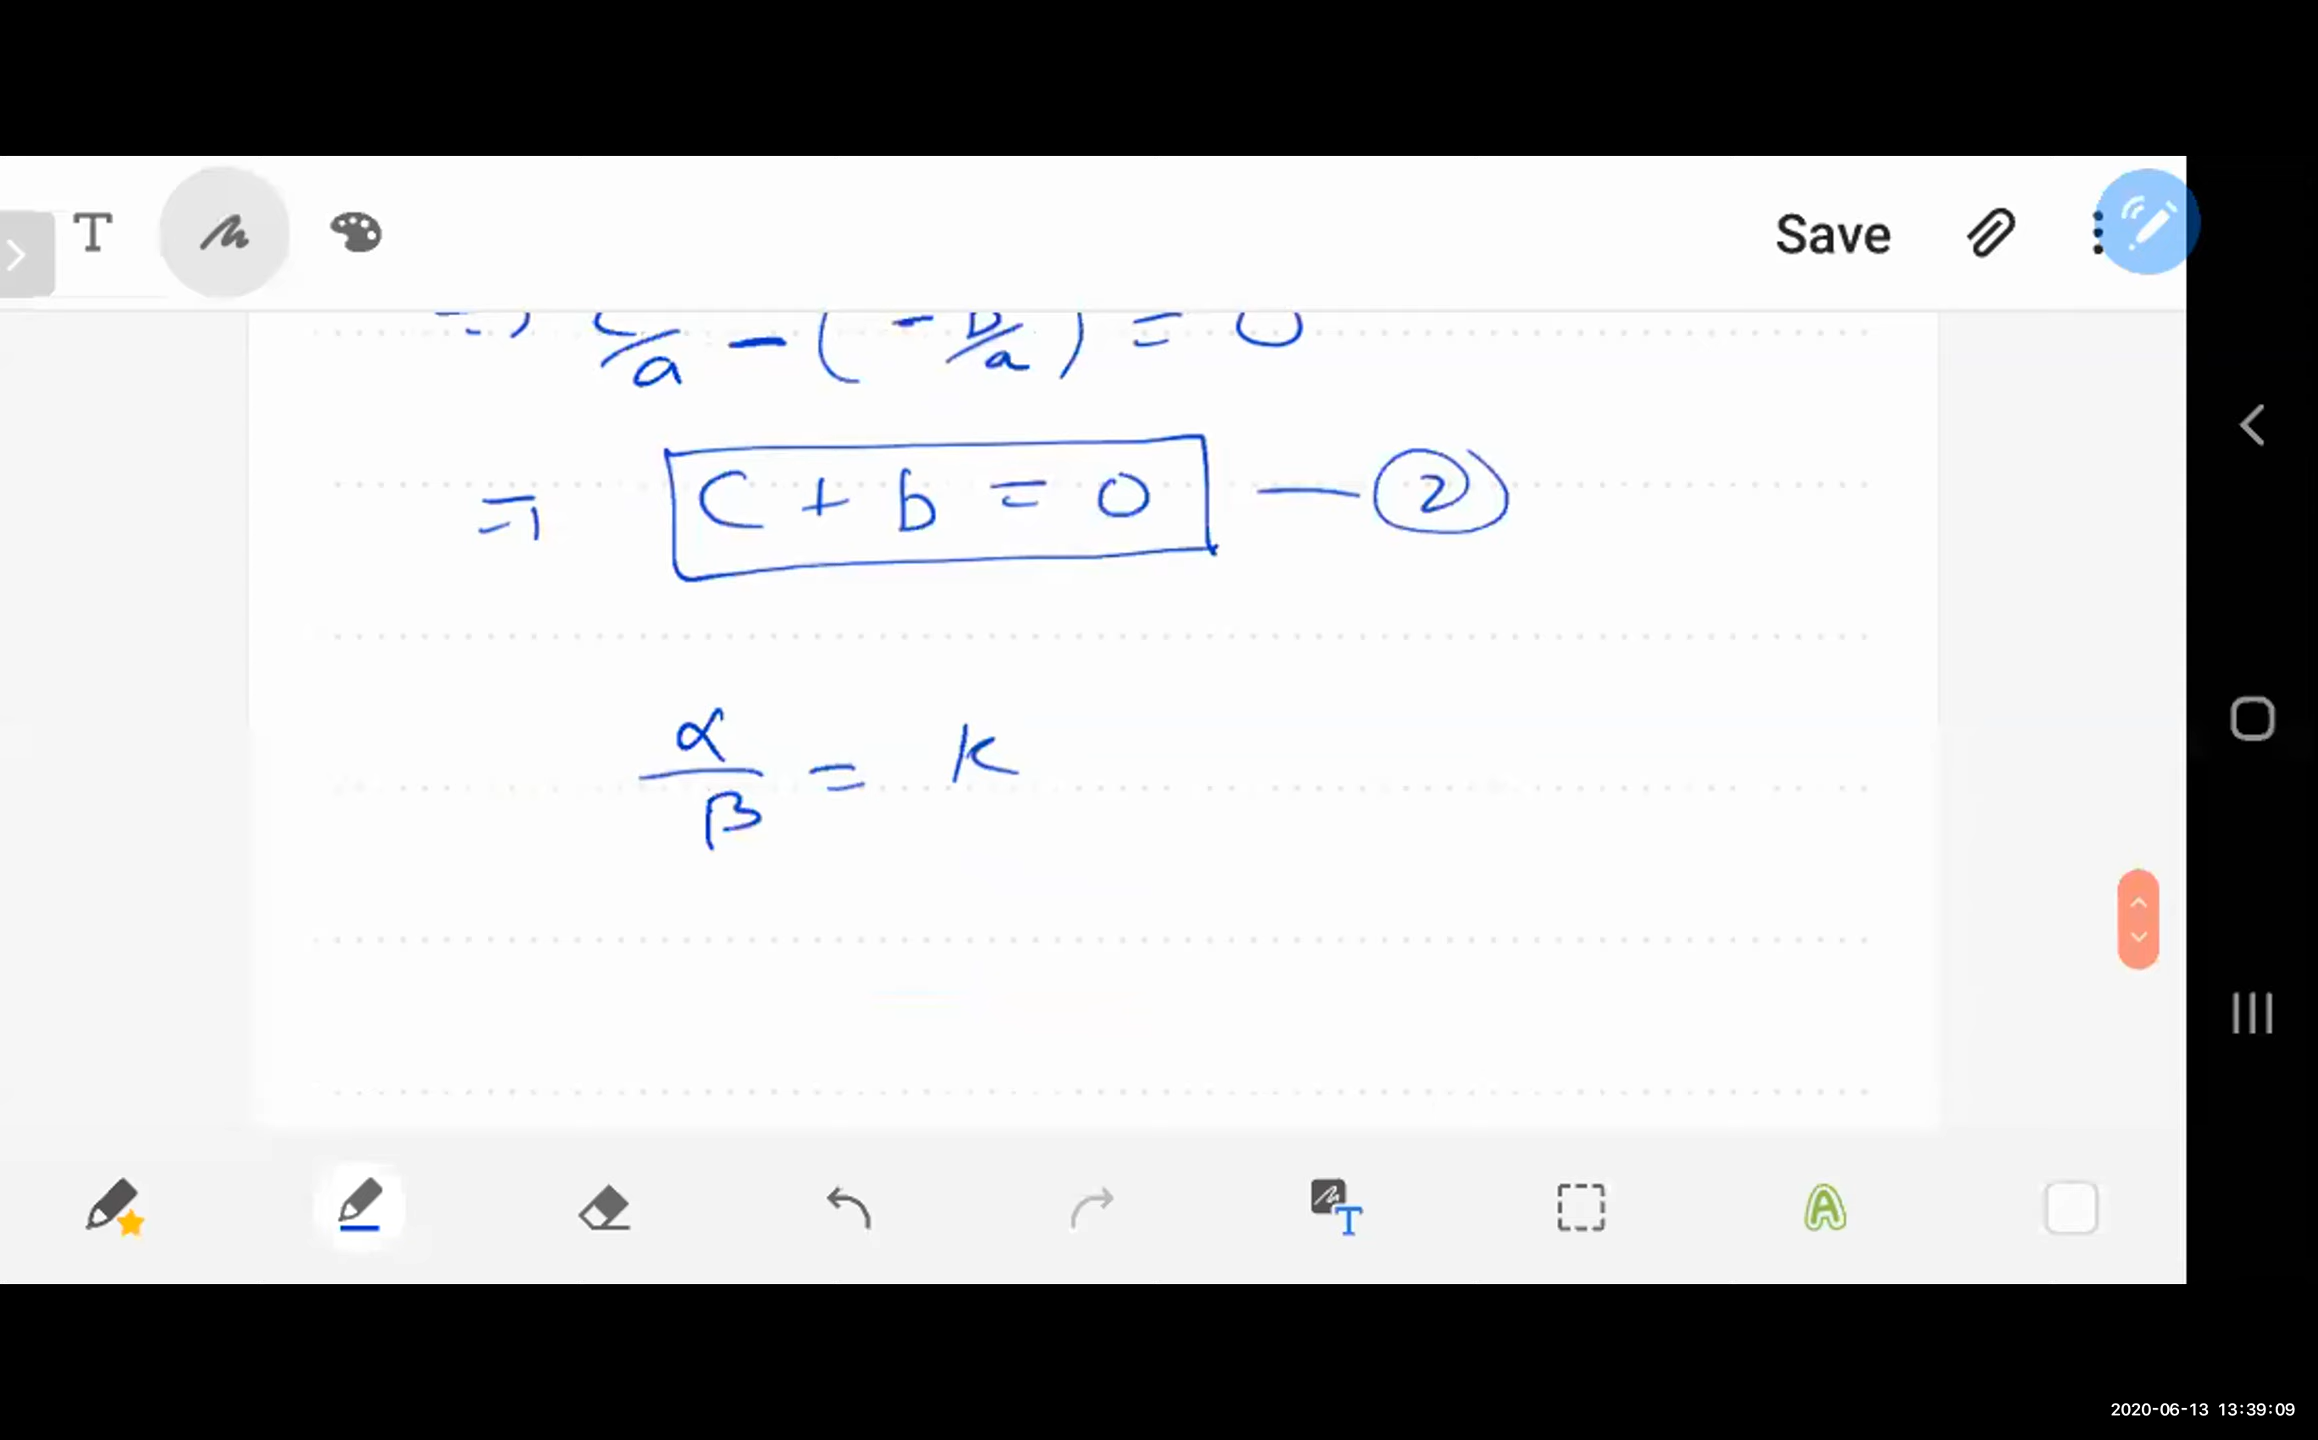 T Save
⇒ c/a - (-b/a) = 0
⇒ C + b = 0 — ②
α/β = k
T A
2020-06-13 13:39:09